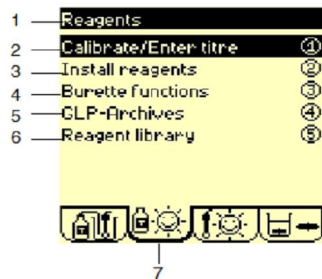 1 Reagents
2 Calibrate/Enter titre ①
3 Install reagents ②
4 Burette functions ③
5 GLP-Archives ④
6 Reagent library ⑤
7